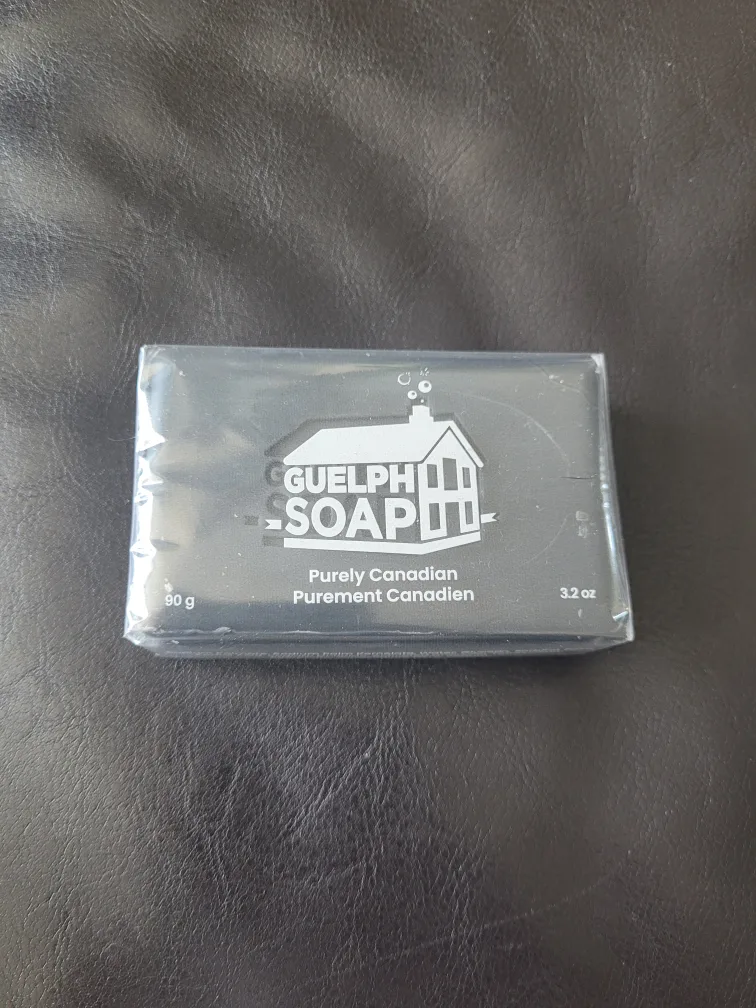 GUELPH
SOAP
Purely Canadian
Purement Canadien
90 g
3.2 oz